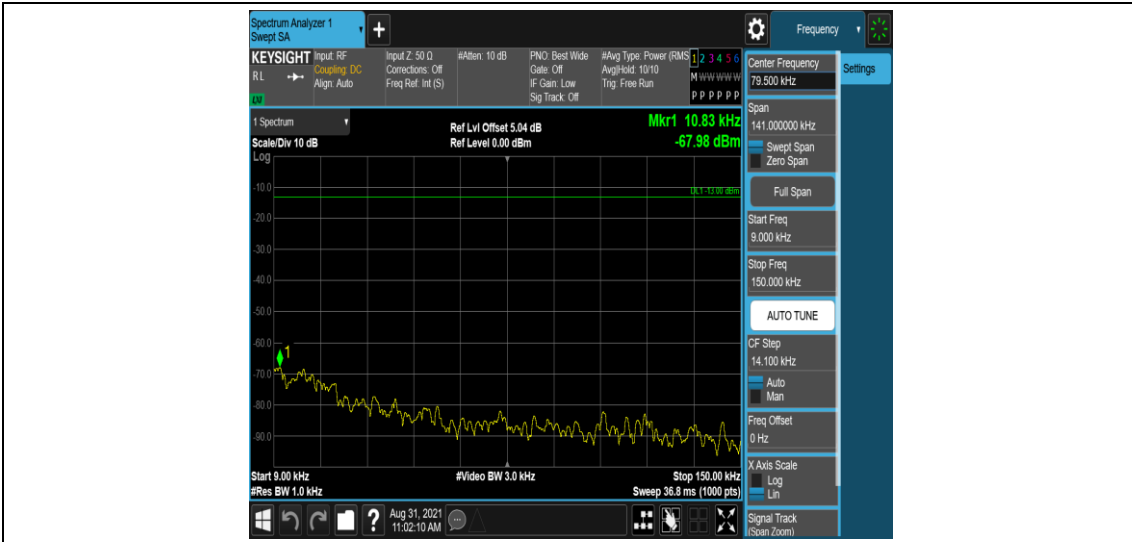 Spectrum Analyzer 1
Swept SA
+
Frequency
KEYSIGHT
RL
LXI
Input: RF
Coupling: DC
Align: Auto
Input Z: 50 Ω
Corrections: Off
Freq Ref: Int (S)
#Atten: 10 dB
PNO: Best Wide
Gate: Off
IF Gain: Low
Sig Track: Off
#Avg Type: Power (RMS
Avg|Hold: 10/10
Trig: Free Run
1 2 3 4 5 6
M W W W W W
P P P P P P
1 Spectrum
Scale/Div 10 dB
Log
Ref Lvl Offset 5.04 dB
Ref Level 0.00 dBm
Mkr1 10.83 kHz
-67.98 dBm
DL1 -13.00 dBm
-10.0
-20.0
-30.0
-40.0
-50.0
-60.0
-70.0
-80.0
-90.0
1
Start 9.00 kHz
#Res BW 1.0 kHz
#Video BW 3.0 kHz
Stop 150.00 kHz
Sweep 36.8 ms (1000 pts)
Center Frequency
79.500 kHz
Settings
Span
141.000000 kHz
Swept Span
Zero Span
Full Span
Start Freq
9.000 kHz
Stop Freq
150.000 kHz
AUTO TUNE
CF Step
14.100 kHz
Auto
Man
Freq Offset
0 Hz
X Axis Scale
Log
Lin
Signal Track
(Span Zoom)
?
Aug 31, 2021
11:02:10 AM